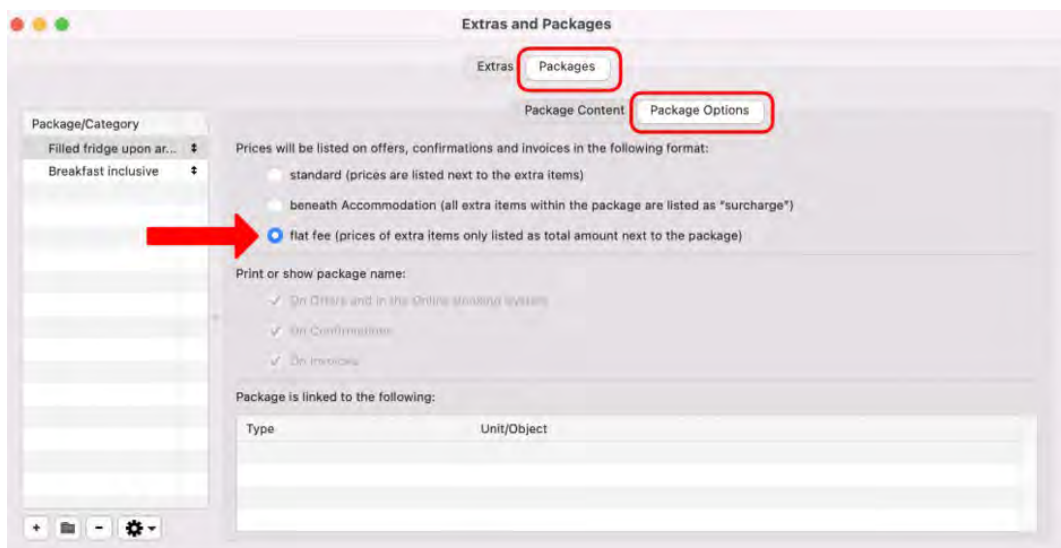 Extras and Packages
Extras Packages
Package Content Package Options
Package/Category
Filled fridge upon ar...
Breakfast inclusive
Prices will be listed on offers, confirmations and invoices in the following format:
standard (prices are listed next to the extra items)
beneath Accommodation (all extra items within the package are listed as "surcharge")
flat fee (prices of extra items only listed as total amount next to the package)
Print or show package name:
On Offers and in the Online Booking System
On Confirmations
On Invoices
Package is linked to the following:
Type Unit/Object